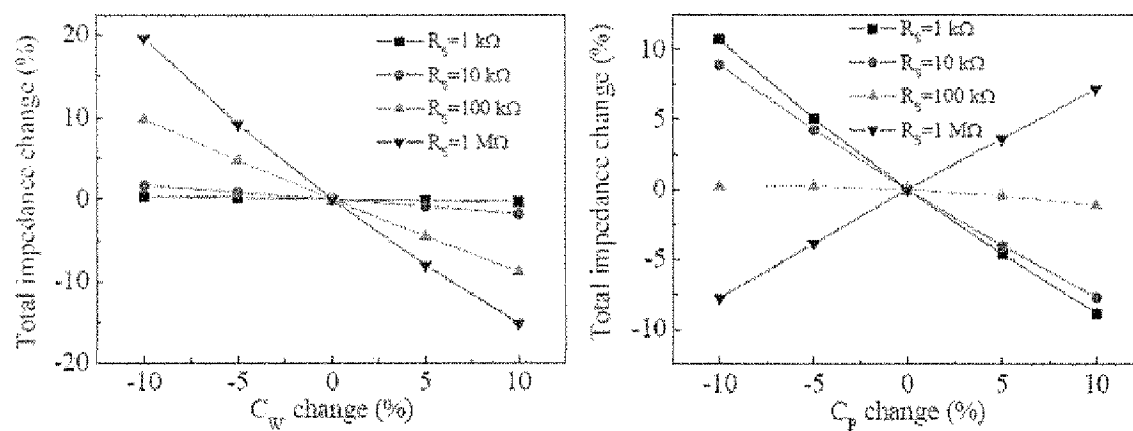 Total impedance change (%)
20
10
0
-10
-20
R_S=1 kΩ
R_S=10 kΩ
R_S=100 kΩ
R_S=1 MΩ
-10 -5 0 5 10
C_W change (%)
Total impedance change (%)
10
5
0
-5
-10
R_S=1 kΩ
R_S=10 kΩ
R_S=100 kΩ
R_S=1 MΩ
-10 -5 0 5 10
C_P change (%)